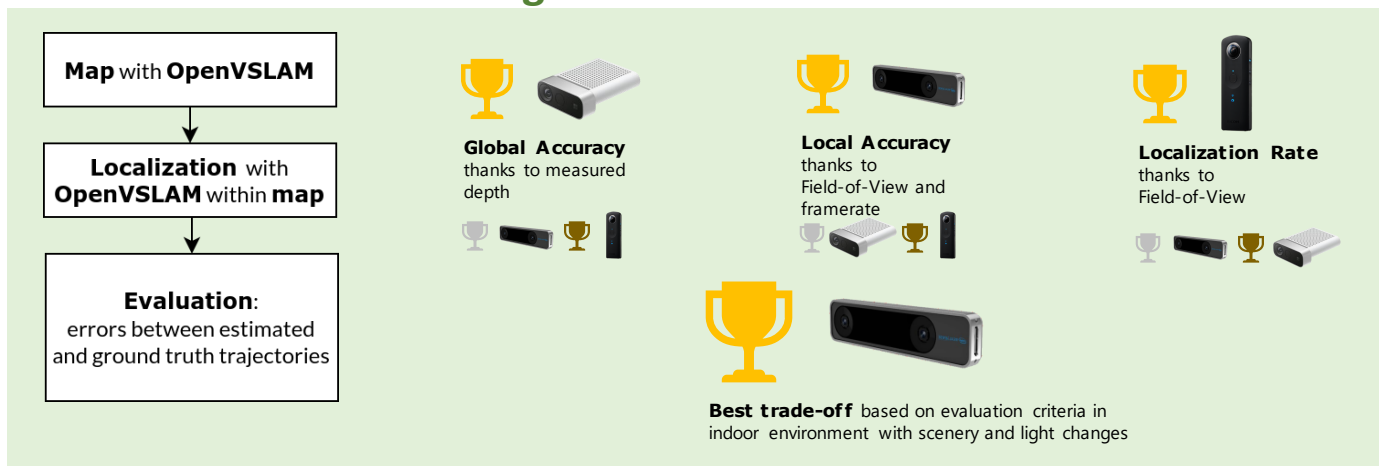 Map with OpenVSLAM
Localization with
OpenVSLAM within map
Evaluation:
errors between estimated
and ground truth trajectories
Global Accuracy
thanks to measured
depth
Local Accuracy
thanks to
Field-of-View and
framerate
Localization Rate
thanks to
Field-of-View
Best trade-off based on evaluation criteria in
indoor environment with scenery and light changes